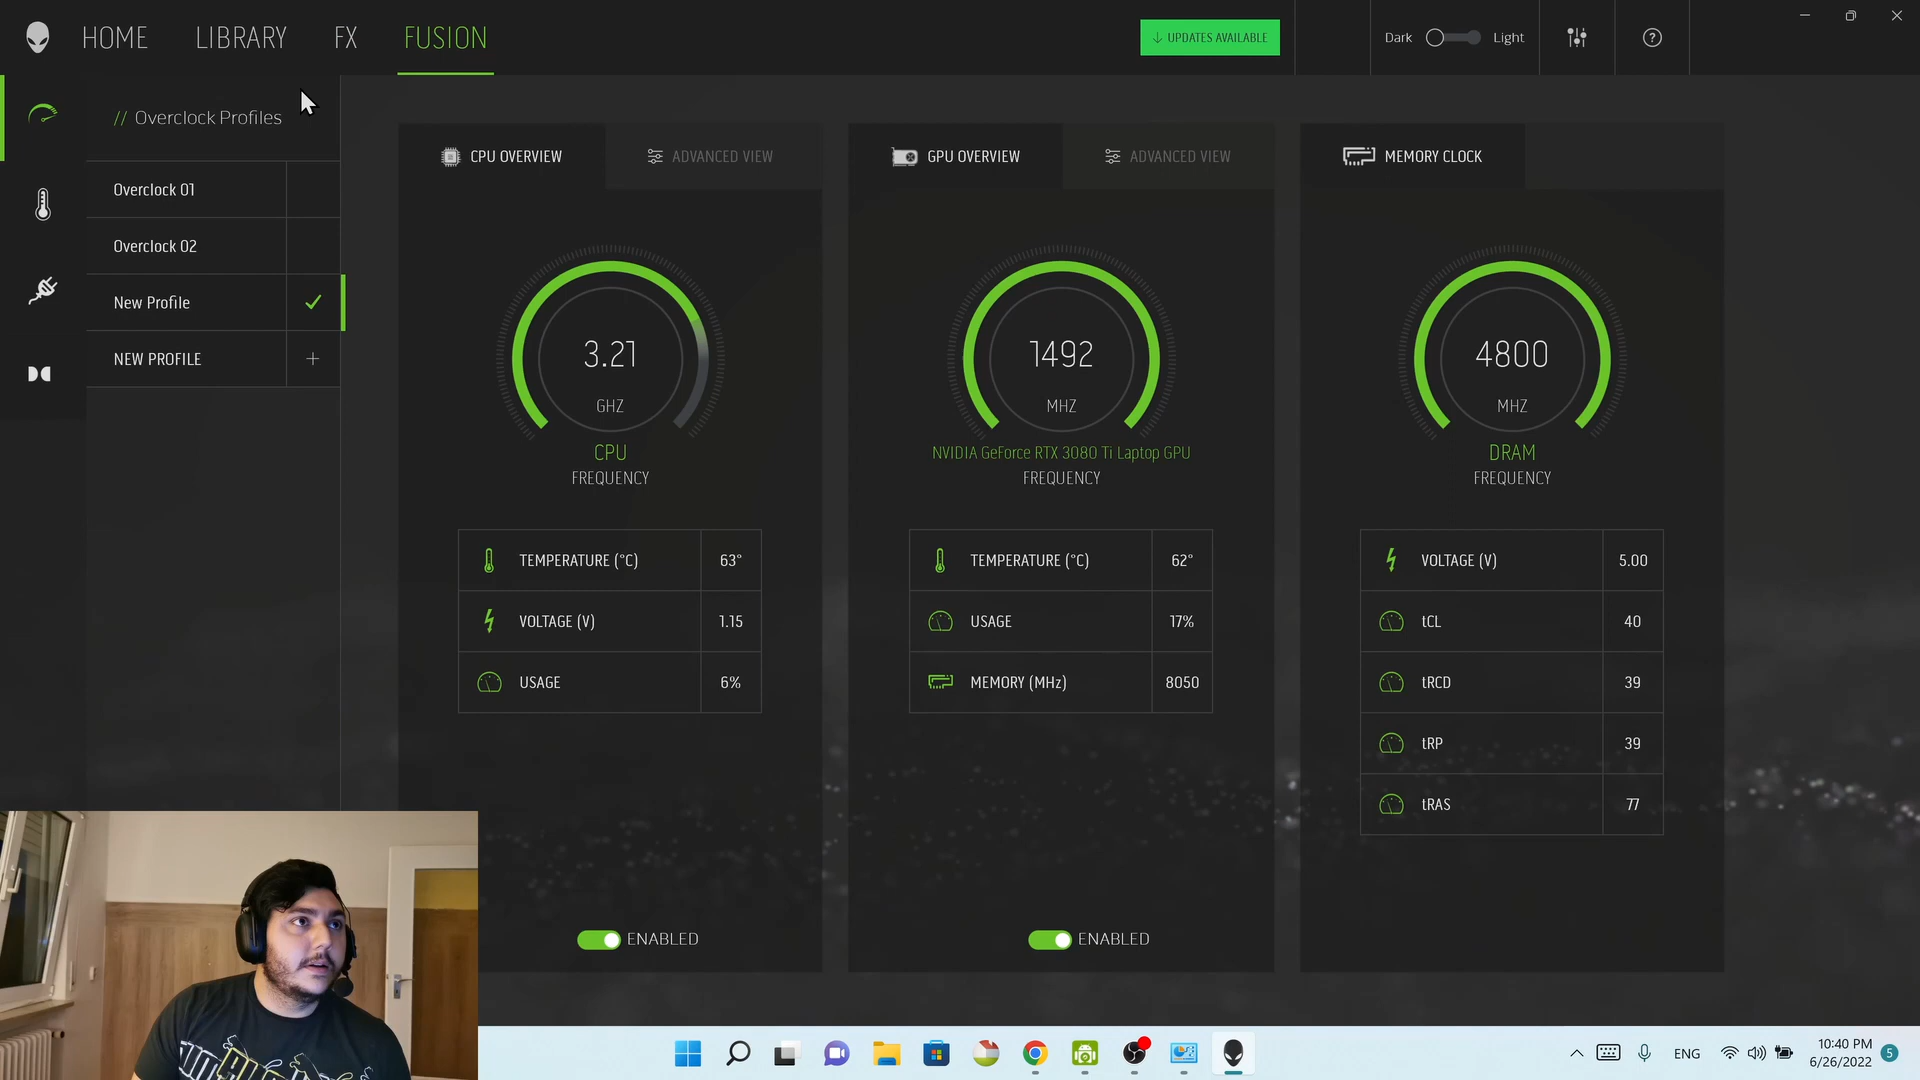 HOME LIBRARY FX FUSION UPDATES AVAILABLE Dark Light ?
// Overclock Profiles
Overclock 01
Overclock 02
New Profile
NEW PROFILE +
CPU OVERVIEW ADVANCED VIEW
3.21
GHZ
CPU
FREQUENCY
TEMPERATURE (°C) 63°
VOLTAGE (V) 1.15
USAGE 6%
ENABLED
GPU OVERVIEW ADVANCED VIEW
1492
MHZ
NVIDIA GeForce RTX 3080 Ti Laptop GPU
FREQUENCY
TEMPERATURE (°C) 62°
USAGE 17%
MEMORY (MHz) 8050
ENABLED
MEMORY CLOCK
4800
MHZ
DRAM
FREQUENCY
VOLTAGE (V) 5.00
tCL 40
tRCD 39
tRP 39
tRAS 77
ENG
10:40 PM
6/26/2022
5